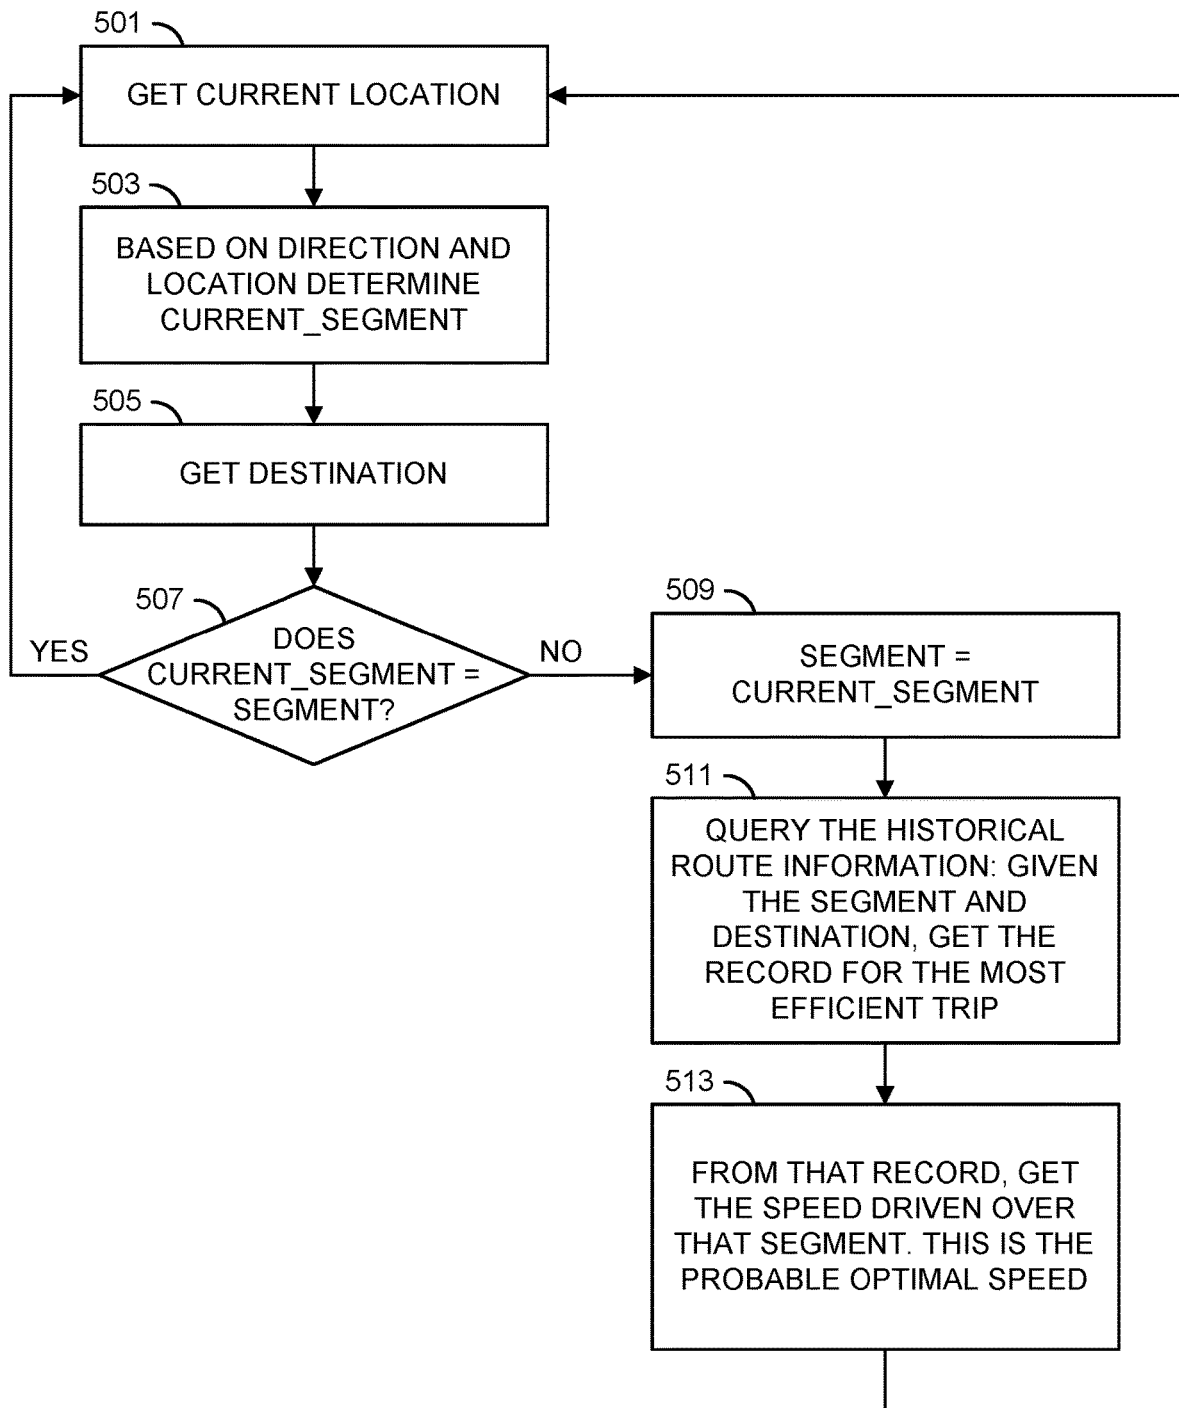 501
GET CURRENT LOCATION
503
BASED ON DIRECTION AND
LOCATION DETERMINE
CURRENT_SEGMENT
505
GET DESTINATION
507
DOES
CURRENT_SEGMENT =
SEGMENT?
YES
NO
509
SEGMENT =
CURRENT_SEGMENT
511
QUERY THE HISTORICAL
ROUTE INFORMATION: GIVEN
THE SEGMENT AND
DESTINATION, GET THE
RECORD FOR THE MOST
EFFICIENT TRIP
513
FROM THAT RECORD, GET
THE SPEED DRIVEN OVER
THAT SEGMENT. THIS IS THE
PROBABLE OPTIMAL SPEED